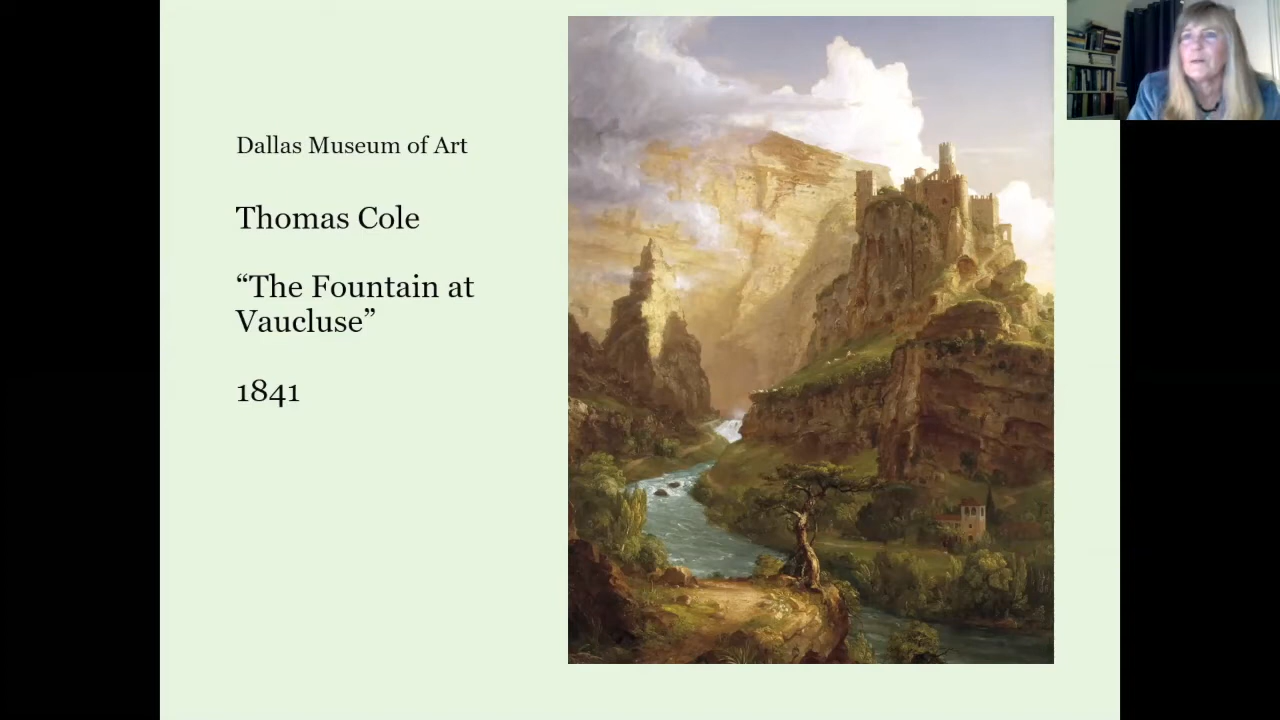 Dallas Museum of Art
Thomas Cole
“The Fountain at
Vaucluse”
1841